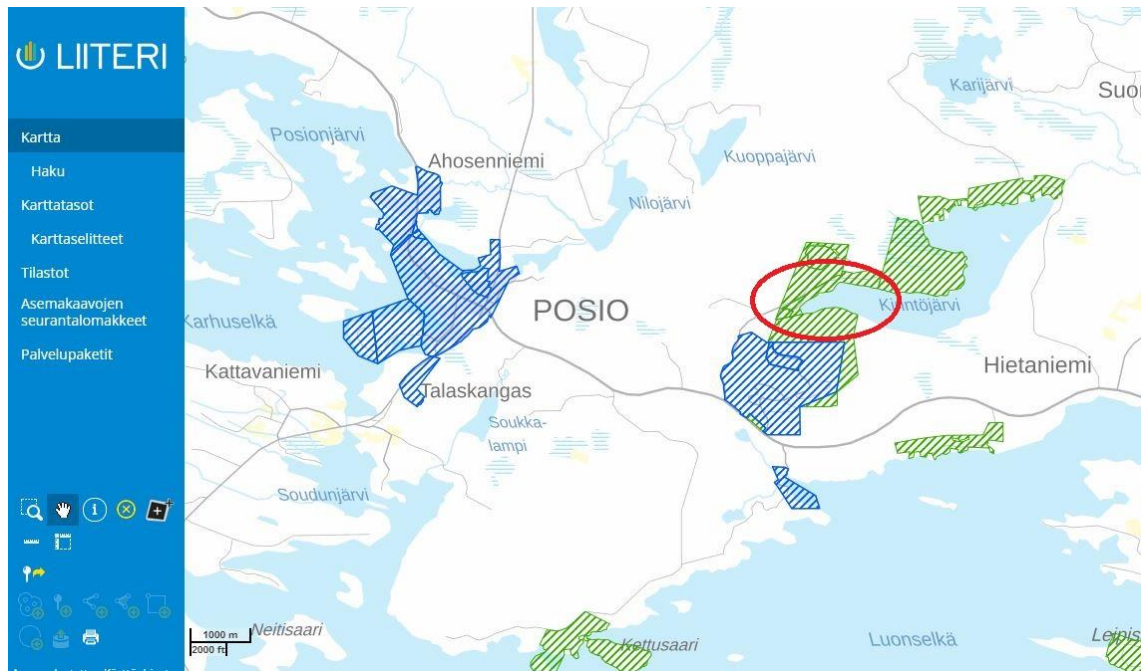 LIITERI
Kartta
Haku
Karttatasot
Karttaselitteet
Tilastot
Asemakaavojen
seurantalomakkeet
Palvelupaketit
1000 m
2000 ft
Posionjärvi
Ahosenniemi
Kuoppajärvi
Karijärvi
Suo
Nilojärvi
POSIO
Karhuselkä
Kattavaniemi
Talaskangas
Soukka-
lampi
Soudunjärvi
Hietaniemi
Neitisaari
Kettusaari
Luonselkä